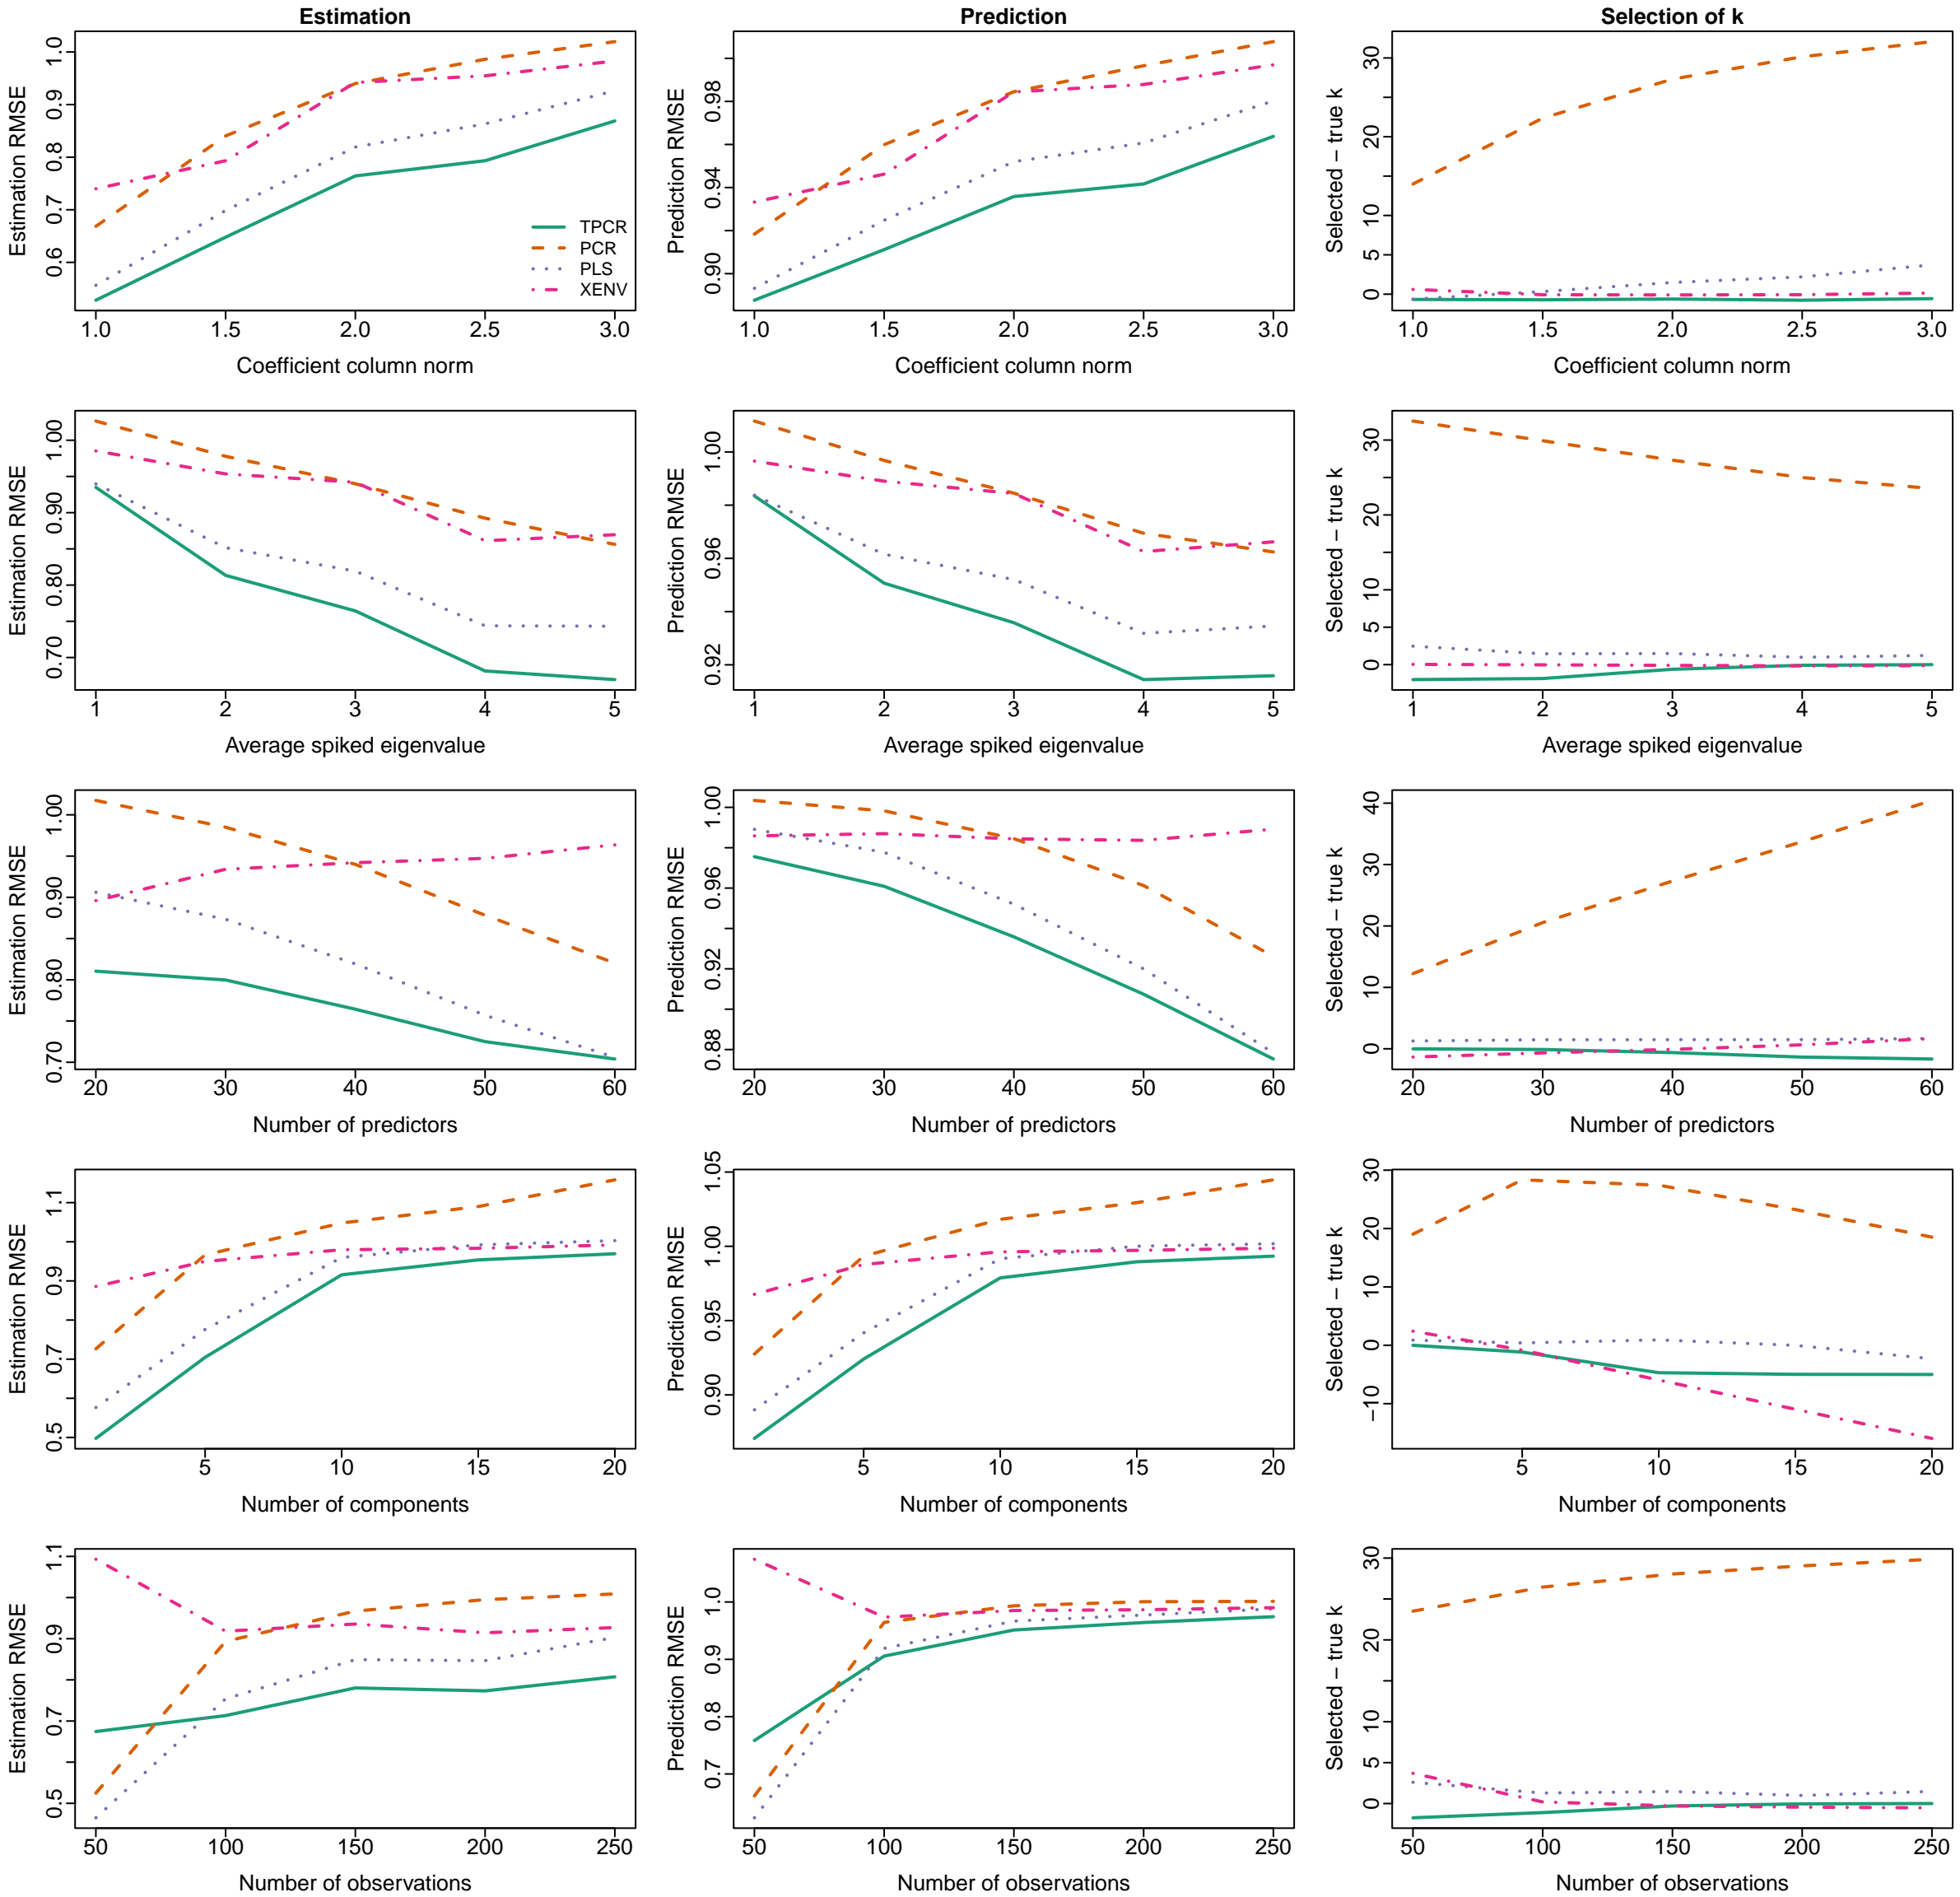 Estimation
Prediction
Selection of k
Estimation RMSE
0.6 0.7 0.8 0.9 1.0
TPCR
PCR
PLS
XENV
1.0 1.5 2.0 2.5 3.0
Coefficient column norm
Prediction RMSE
0.90 0.94 0.98
1.0 1.5 2.0 2.5 3.0
Coefficient column norm
Selected − true k
0 5 10 20 30
1.0 1.5 2.0 2.5 3.0
Coefficient column norm
Estimation RMSE
0.70 0.80 0.90 1.00
1 2 3 4 5
Average spiked eigenvalue
Prediction RMSE
0.92 0.96 1.00
1 2 3 4 5
Average spiked eigenvalue
Selected − true k
0 5 10 20 30
1 2 3 4 5
Average spiked eigenvalue
Estimation RMSE
0.70 0.80 0.90 1.00
20 30 40 50 60
Number of predictors
Prediction RMSE
0.88 0.92 0.96 1.00
20 30 40 50 60
Number of predictors
Selected − true k
0 10 20 30 40
20 30 40 50 60
Number of predictors
Estimation RMSE
0.5 0.7 0.9 1.1
5 10 15 20
Number of components
Prediction RMSE
0.90 0.95 1.00 1.05
5 10 15 20
Number of components
Selected − true k
−10 0 10 20 30
5 10 15 20
Number of components
Estimation RMSE
0.5 0.7 0.9 1.1
50 100 150 200 250
Number of observations
Prediction RMSE
0.7 0.8 0.9 1.0
50 100 150 200 250
Number of observations
Selected − true k
0 5 10 20 30
50 100 150 200 250
Number of observations